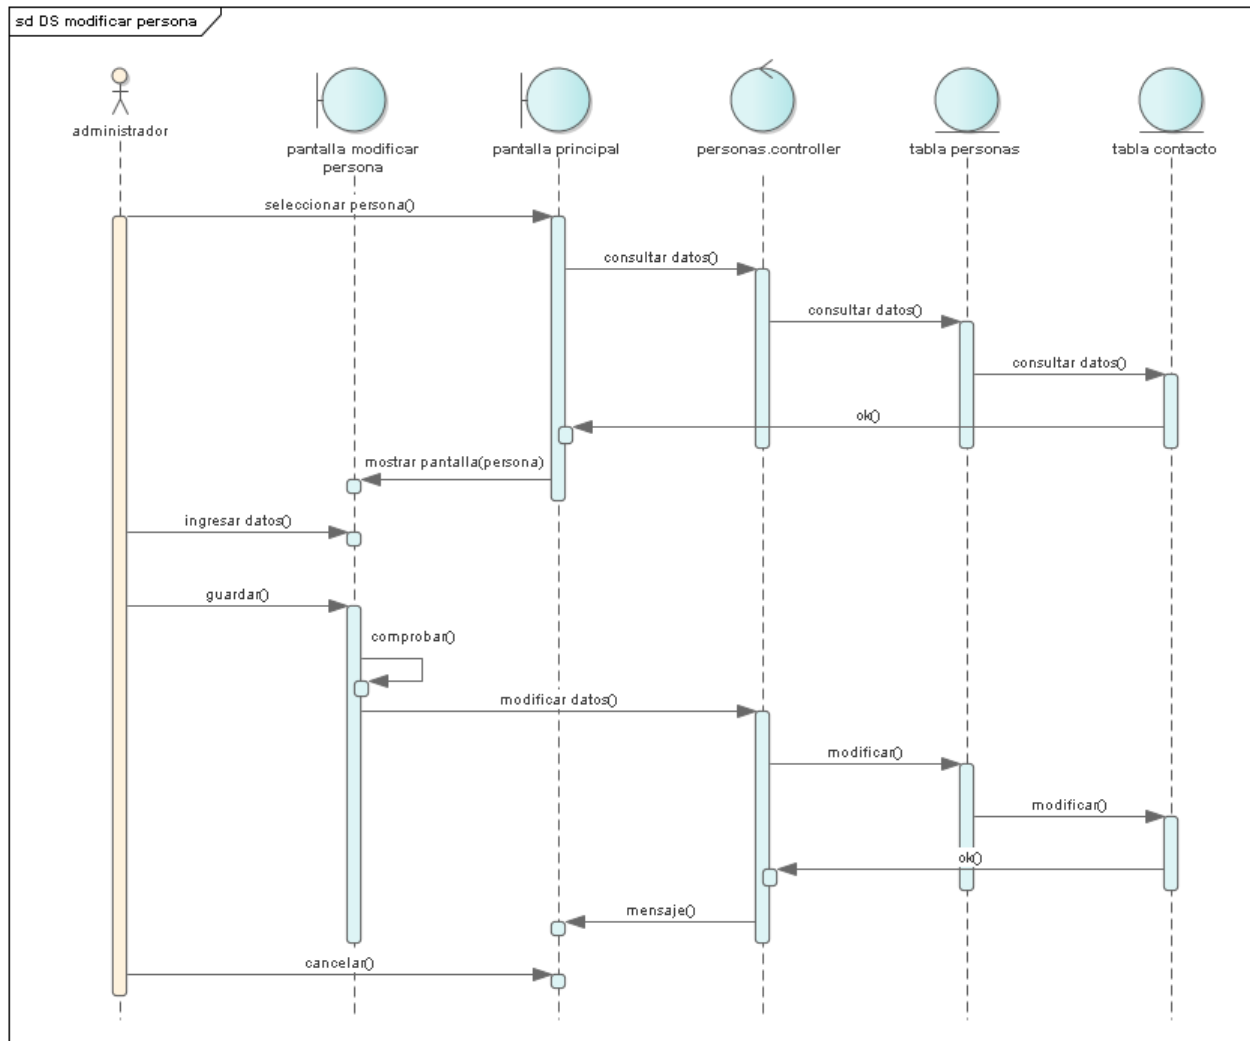 sd DS modificar persona
administrador
pantalla modificar
persona
pantalla principal
personas.controller
tabla personas
tabla contacto
seleccionar persona()
consultar datos()
consultar datos()
consultar datos()
ok()
mostrar pantalla(persona)
ingresar datos()
guardar()
comprobar()
modificar datos()
modificar()
modificar()
ok()
mensaje()
cancelar()